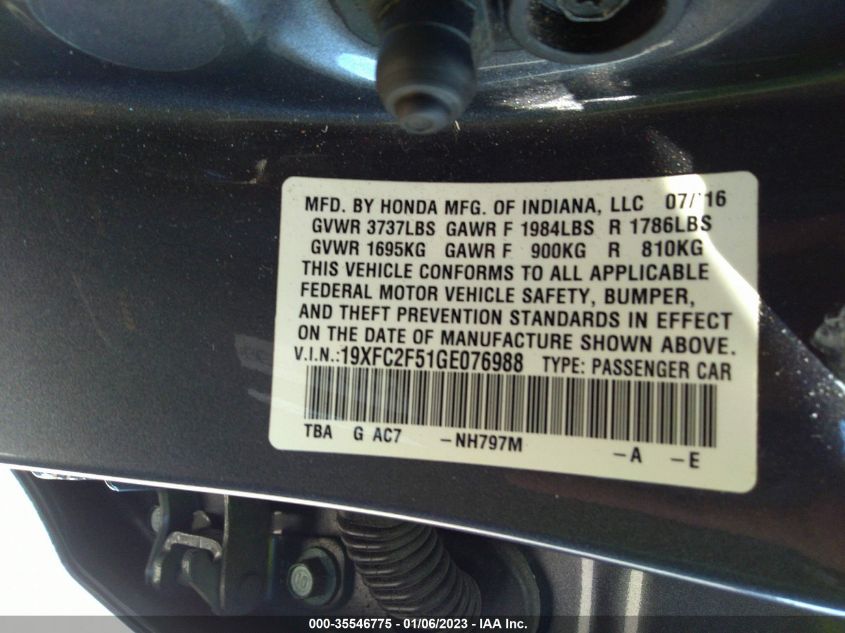 MFD. BY HONDA MFG. OF INDIANA, LLC 07/16
GVWR 3737LBS GAWR F 1984LBS R 1786LBS
GVWR 1695KG GAWR F 900KG R 810KG
THIS VEHICLE CONFORMS TO ALL APPLICABLE
FEDERAL MOTOR VEHICLE SAFETY, BUMPER,
AND THEFT PREVENTION STANDARDS IN EFFECT
ON THE DATE OF MANUFACTURE SHOWN ABOVE.
V.I.N.:19XFC2F51GE076988 TYPE: PASSENGER CAR
TBA G AC7 -NH797M -A -E
000-35546775 - 01/06/2023 - IAA Inc.